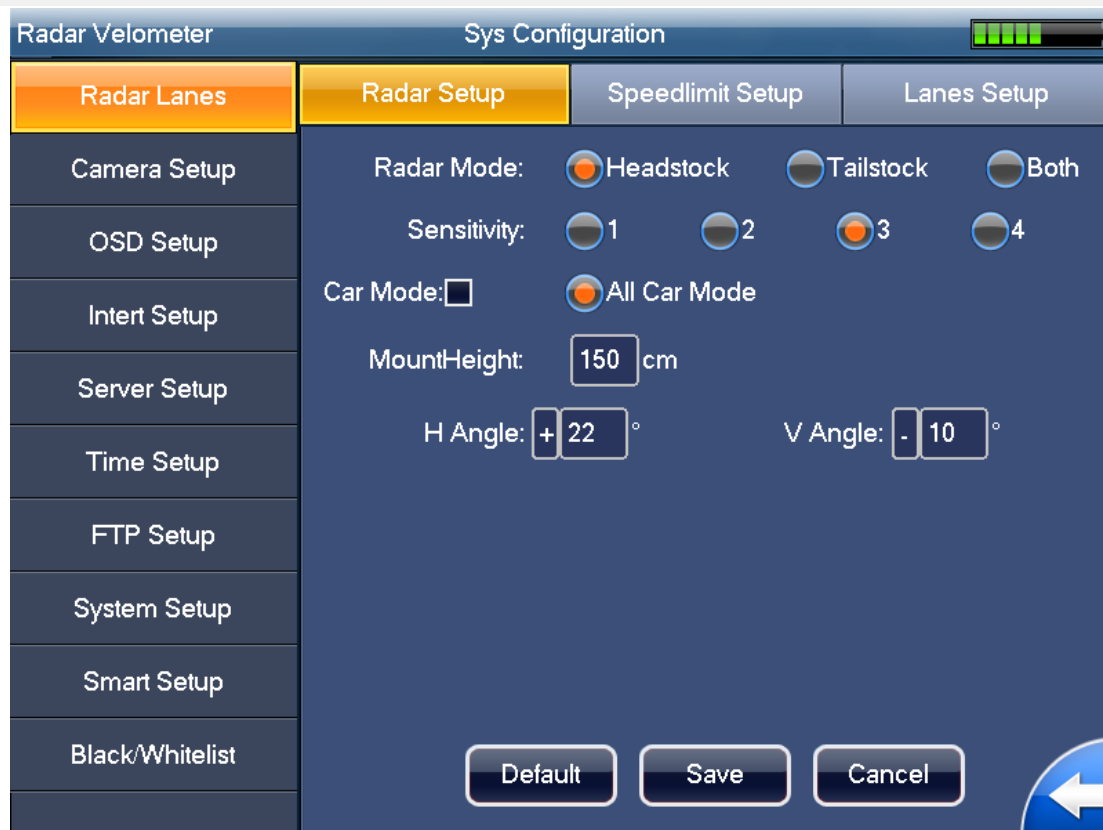 Radar Velometer Sys Configuration
Radar Lanes
Camera Setup
OSD Setup
Intert Setup
Server Setup
Time Setup
FTP Setup
System Setup
Smart Setup
Black/Whitelist
Radar Setup Speedlimit Setup Lanes Setup
Radar Mode: Headstock Tailstock Both
Sensitivity: 1 2 3 4
Car Mode: All Car Mode
MountHeight: 150 cm
H Angle: + 22 ° V Angle: - 10 °
Default Save Cancel